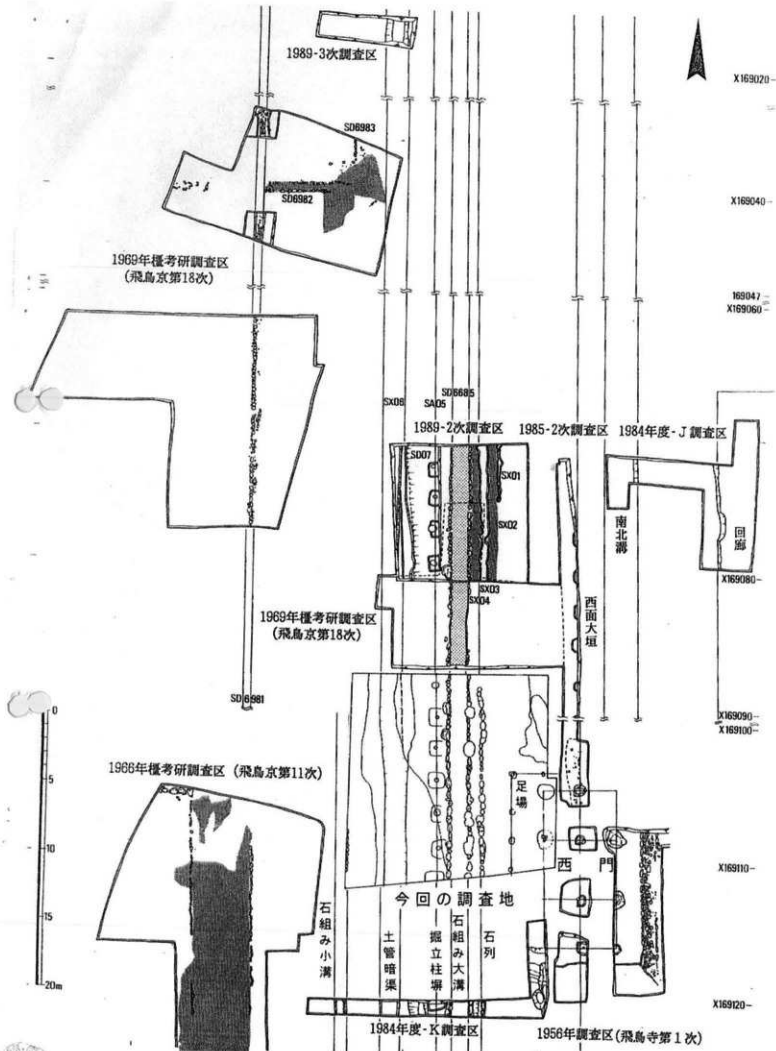 1989-3次調査区
X169020-
SD6983
SD6982
X169040-
1969年橿考研調査区
(飛鳥京第18次)
169047-
X169060-
SX06
SA05
SD6685
1989-2次調査区
1985-2次調査区
1984年度-J調査区
SD07
SX01
SX02
南北溝
回廊
SX03
X169080-
SX04
1969年橿考研調査区
(飛鳥京第18次)
西面大垣
SD6981
0
X169090-
X169100-
1966年橿考研調査区 (飛鳥京第11次)
5
足場
10
西門
X169110-
今回の調査地
石組み小溝
土管暗渠
掘立柱塀
石組み大溝
石列
15
20m
X169120-
1984年度-K調査区
1956年調査区(飛鳥寺第1次)